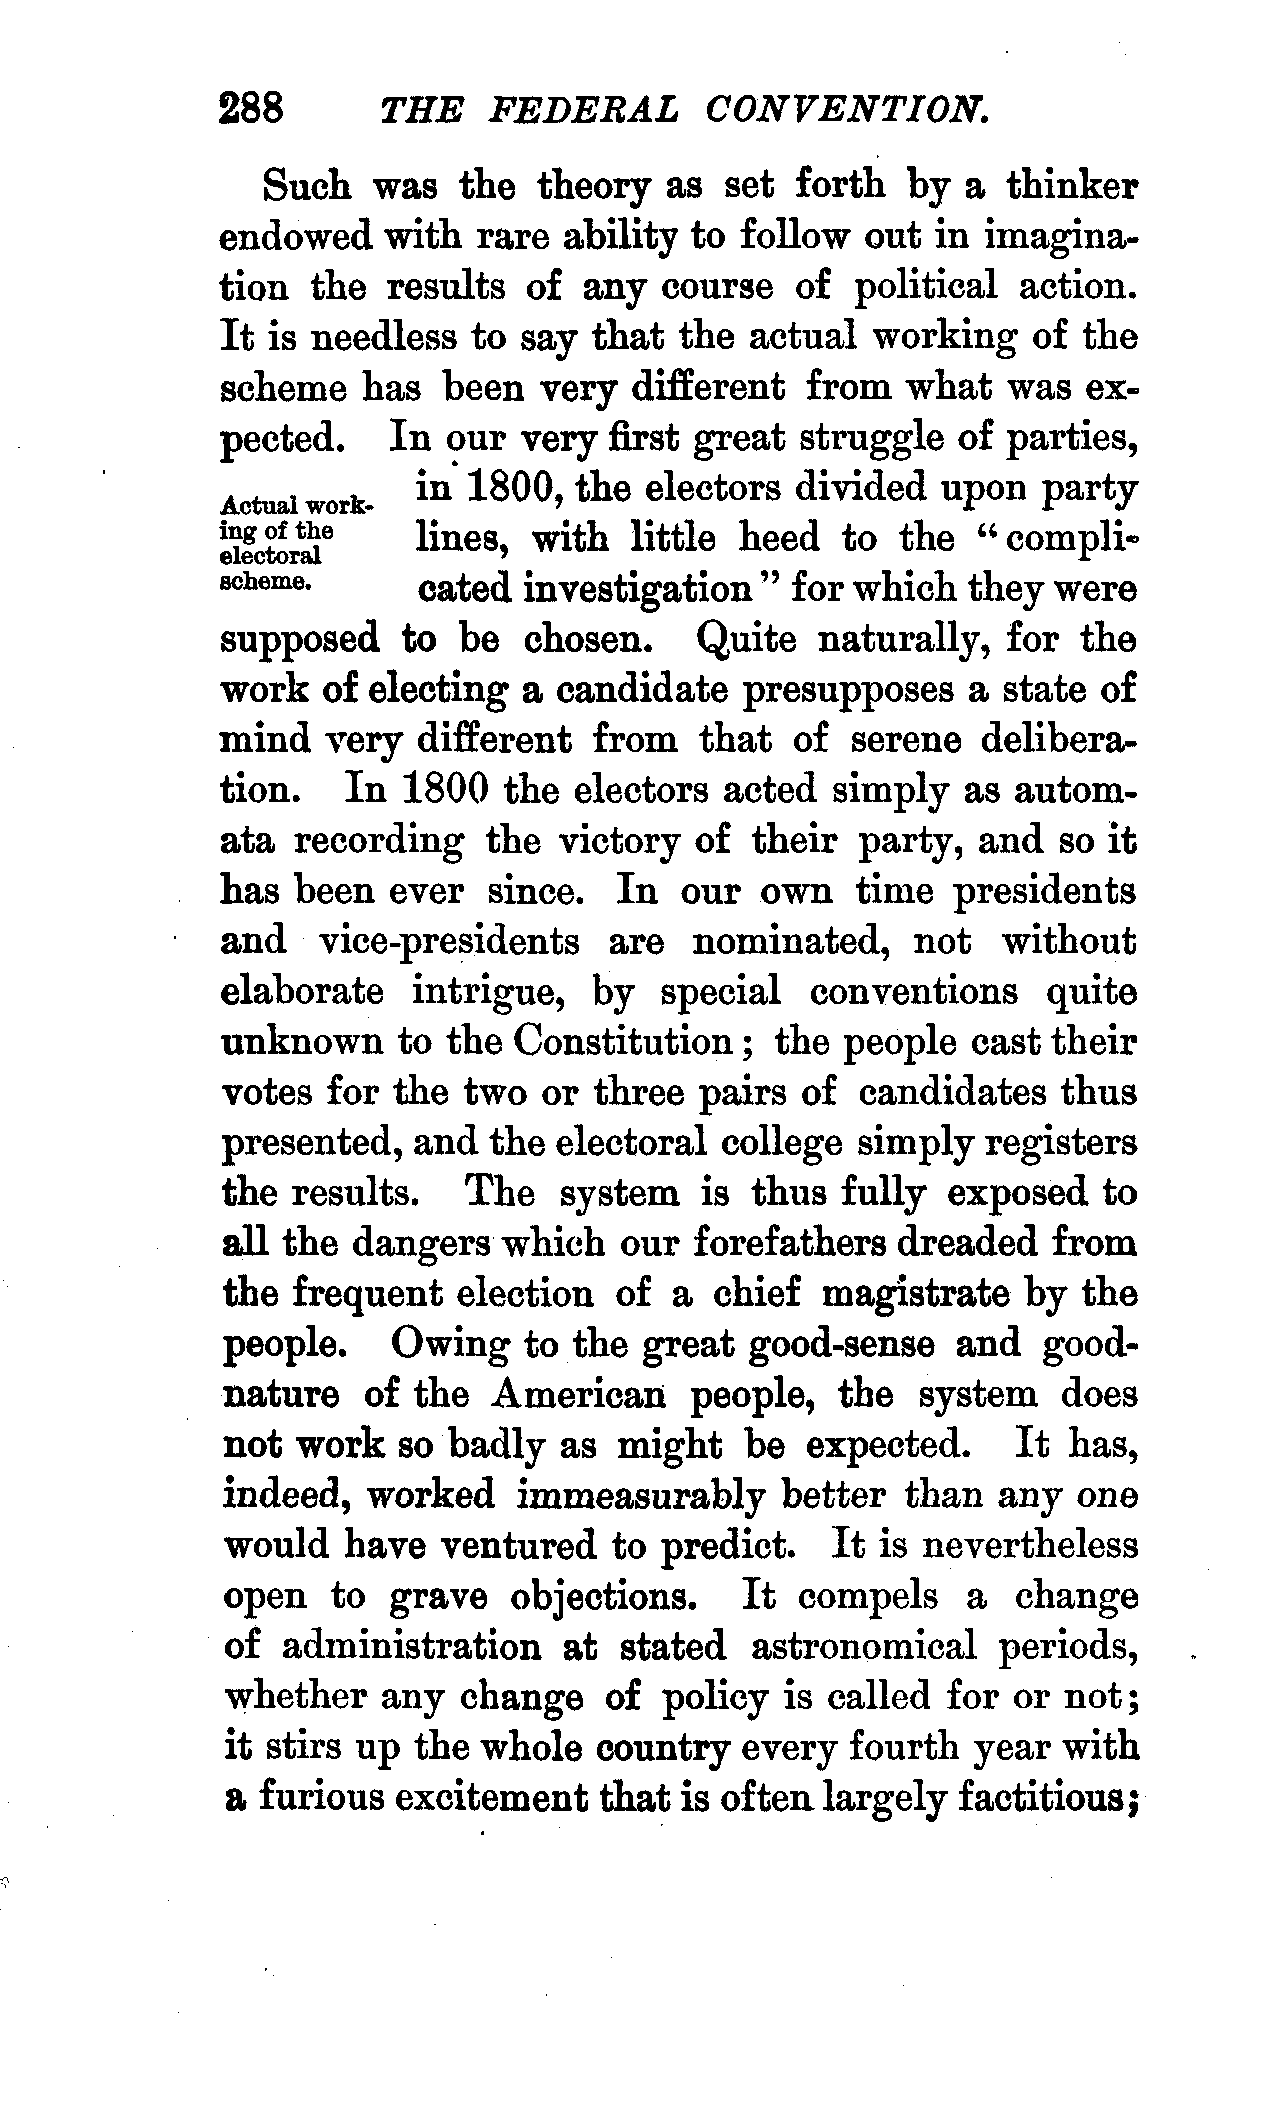 288 THE FEDERAL CONVENTION.
Such was the theory as set forth by a thinker
endowed with rare ability to follow out in imagina-
tion the results of any course of political action.
It is needless to say that the actual working of the
scheme has been very different from what was ex-
pected. In our very first great struggle of parties,
in 1800, the electors divided upon party
lines, with little heed to the “ compli-
cated investigation ” for which they were
Actual work-
ing of the
electoral
scheme.
supposed to be chosen. Quite naturally, for the
work of electing a candidate presupposes a state of
mind very different from that of serene delibera-
tion. In 1800 the electors acted simply as autom-
ata recording the victory of their party, and so it
has been ever since. In our own time presidents
and vice-presidents are nominated, not without
elaborate intrigue, by special conventions quite
unknown to the Constitution ; the people cast their
votes for the two or three pairs of candidates thus
presented, and the electoral college simply registers
the results. The system is thus fully exposed to
all the dangers which our forefathers dreaded from
the frequent election of a chief magistrate by the
people. Owing to the great good-sense and good-
nature of the American people, the system does
not work so badly as might be expected. It has,
indeed, worked immeasurably better than any one
would have ventured to predict. It is nevertheless
open to grave objections. It compels a change
of administration at stated astronomical periods,
whether any change of policy is called for or not;
it stirs up the whole country every fourth year with
a furious excitement that is often largely factitious;